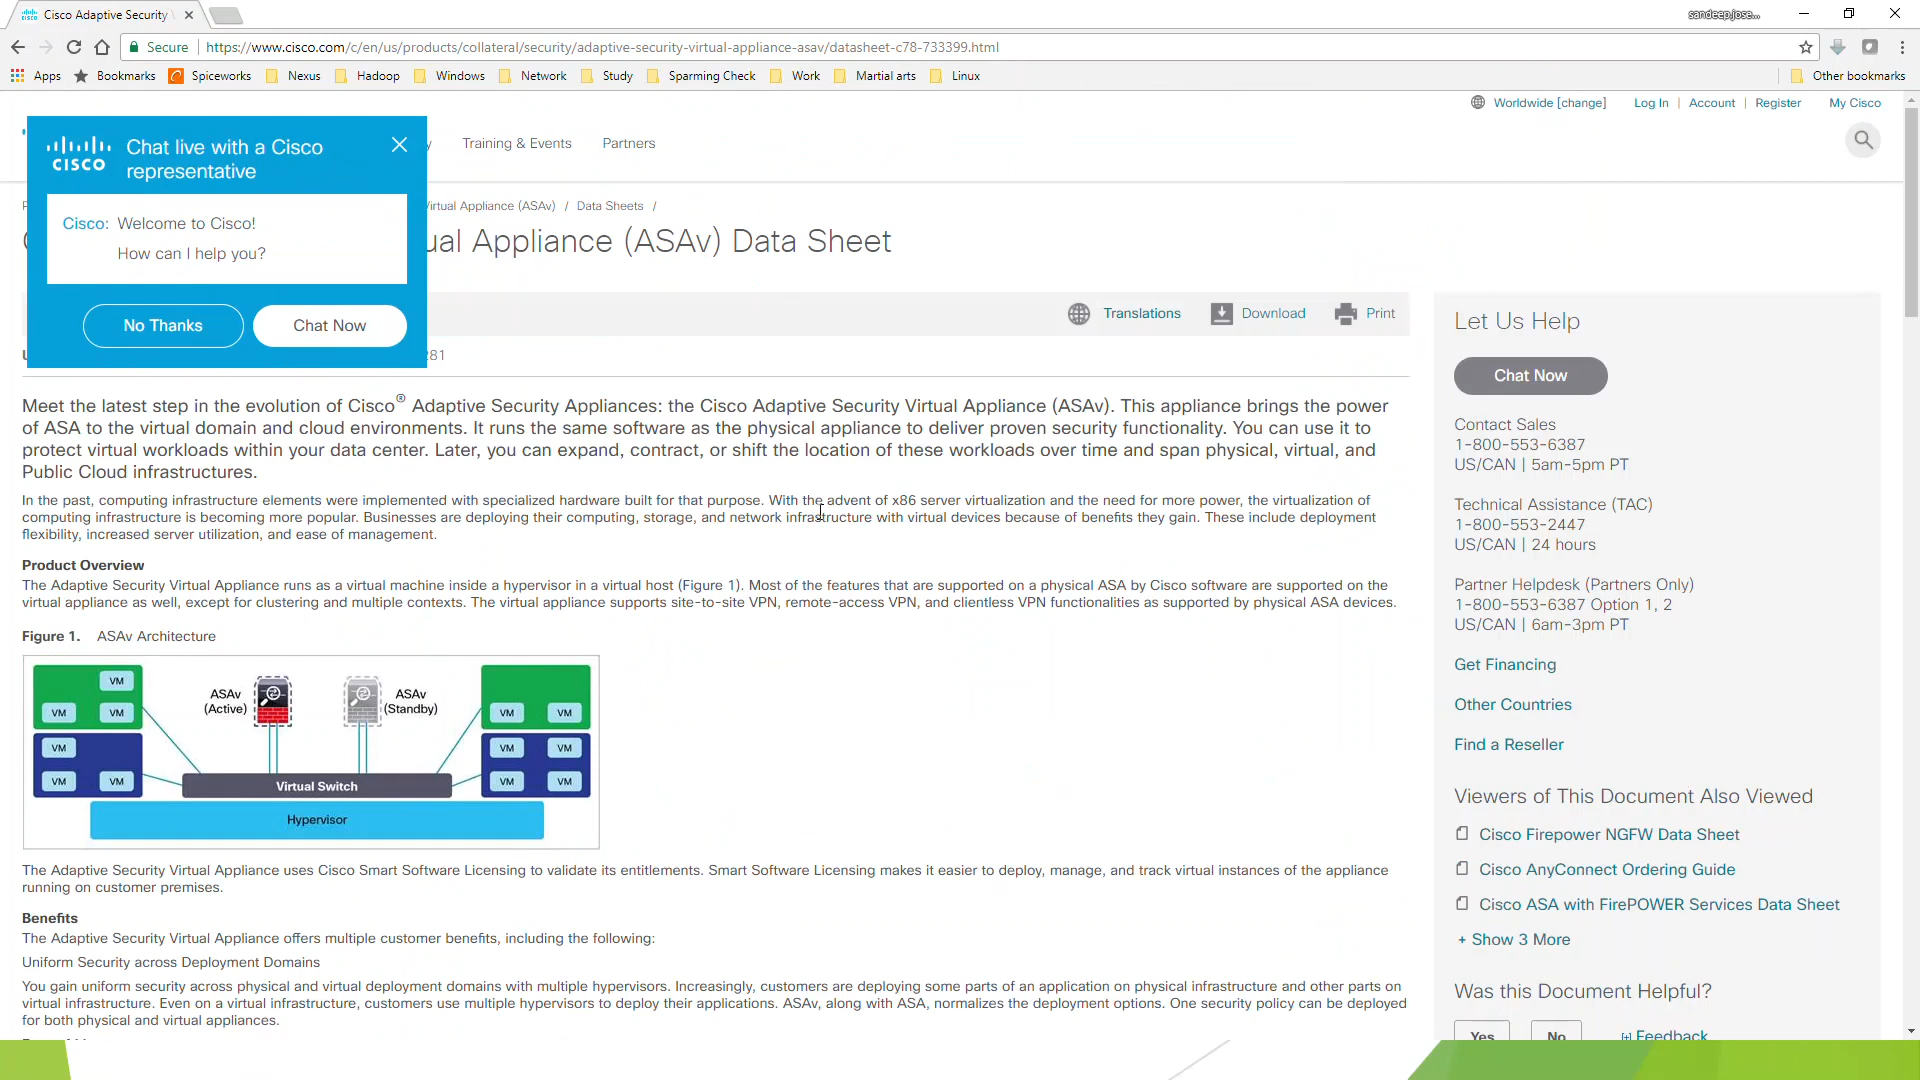 Cisco Adaptive Security
sandeep.jose...
Secure https://www.cisco.com/c/en/us/products/collateral/security/adaptive-security-virtual-appliance-asav/datasheet-c78-733399.html
Apps Bookmarks Spiceworks Nexus Hadoop Windows Network Study Sparming Check Work Martial arts Linux Other bookmarks
Worldwide [change] Log In Account Register My Cisco
Training & Events Partners
Chat live with a Cisco
representative
CISCO
Cisco: Welcome to Cisco!
How can I help you?
No Thanks Chat Now
Virtual Appliance (ASAv) / Data Sheets /
ual Appliance (ASAv) Data Sheet
Translations Download Print
281
Meet the latest step in the evolution of Cisco® Adaptive Security Appliances: the Cisco Adaptive Security Virtual Appliance (ASAv). This appliance brings the power
of ASA to the virtual domain and cloud environments. It runs the same software as the physical appliance to deliver proven security functionality. You can use it to
protect virtual workloads within your data center. Later, you can expand, contract, or shift the location of these workloads over time and span physical, virtual, and
Public Cloud infrastructures.
In the past, computing infrastructure elements were implemented with specialized hardware built for that purpose. With the advent of x86 server virtualization and the need for more power, the virtualization of
computing infrastructure is becoming more popular. Businesses are deploying their computing, storage, and network infrastructure with virtual devices because of benefits they gain. These include deployment
flexibility, increased server utilization, and ease of management.
Product Overview
The Adaptive Security Virtual Appliance runs as a virtual machine inside a hypervisor in a virtual host (Figure 1). Most of the features that are supported on a physical ASA by Cisco software are supported on the
virtual appliance as well, except for clustering and multiple contexts. The virtual appliance supports site-to-site VPN, remote-access VPN, and clientless VPN functionalities as supported by physical ASA devices.
Figure 1. ASAv Architecture
VM
VM VM
VM
VM VM
ASAv
(Active)
ASAv
(Standby)
VM VM
VM VM
VM VM
Virtual Switch
Hypervisor
The Adaptive Security Virtual Appliance uses Cisco Smart Software Licensing to validate its entitlements. Smart Software Licensing makes it easier to deploy, manage, and track virtual instances of the appliance
running on customer premises.
Benefits
The Adaptive Security Virtual Appliance offers multiple customer benefits, including the following:
Uniform Security across Deployment Domains
You gain uniform security across physical and virtual deployment domains with multiple hypervisors. Increasingly, customers are deploying some parts of an application on physical infrastructure and other parts on
virtual infrastructure. Even on a virtual infrastructure, customers use multiple hypervisors to deploy their applications. ASAv, along with ASA, normalizes the deployment options. One security policy can be deployed
for both physical and virtual appliances.
Let Us Help
Chat Now
Contact Sales
1-800-553-6387
US/CAN | 5am-5pm PT
Technical Assistance (TAC)
1-800-553-2447
US/CAN | 24 hours
Partner Helpdesk (Partners Only)
1-800-553-6387 Option 1, 2
US/CAN | 6am-3pm PT
Get Financing
Other Countries
Find a Reseller
Viewers of This Document Also Viewed
Cisco Firepower NGFW Data Sheet
Cisco AnyConnect Ordering Guide
Cisco ASA with FirePOWER Services Data Sheet
+ Show 3 More
Was this Document Helpful?
Yes No [+] Feedback